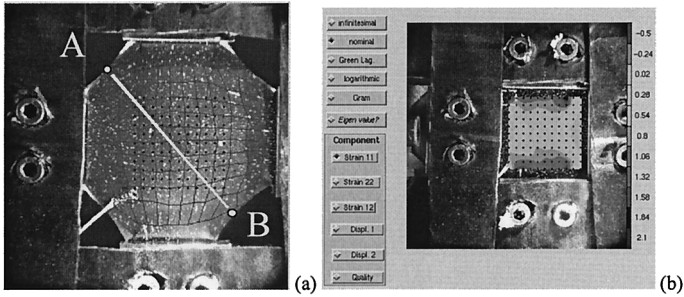 A
B
(a)
infinitesimal
nominal
Green Lag.
logarithmic
Gram
Eigen value?
Component
Strain 11
Strain 22
Strain 12
Displ. 1
Displ. 2
Quality
-0.5
-0.24
0.02
0.28
0.54
0.8
1.06
1.32
1.58
1.84
2.1
(b)